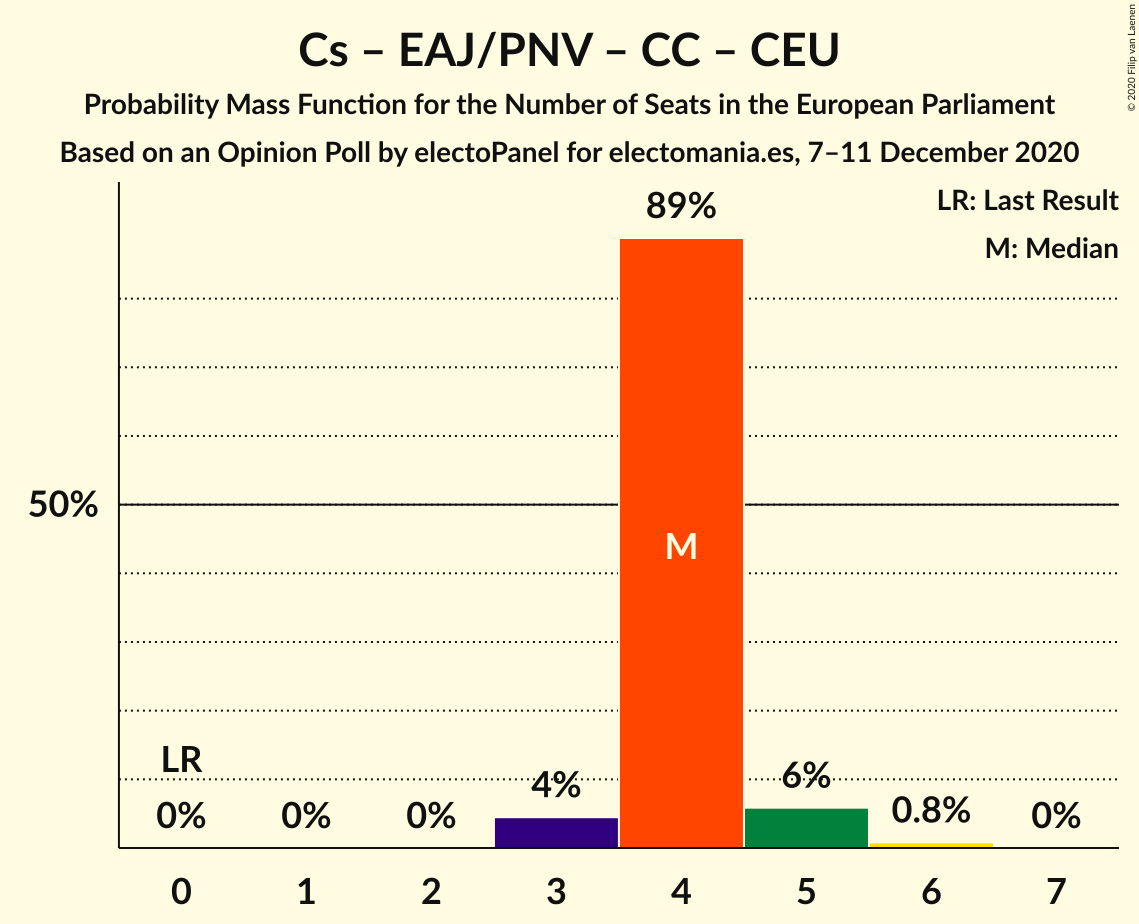 Cs – EAJ/PNV – CC – CEU
Probability Mass Function for the Number of Seats in the European Parliament
Based on an Opinion Poll by electoPanel for electomania.es, 7–11 December 2020
© 2020 Filip van Laenen
LR: Last Result
M: Median
89%
50%
M
LR
0%
0%
0%
4%
6%
0.8%
0%
0
1
2
3
4
5
6
7